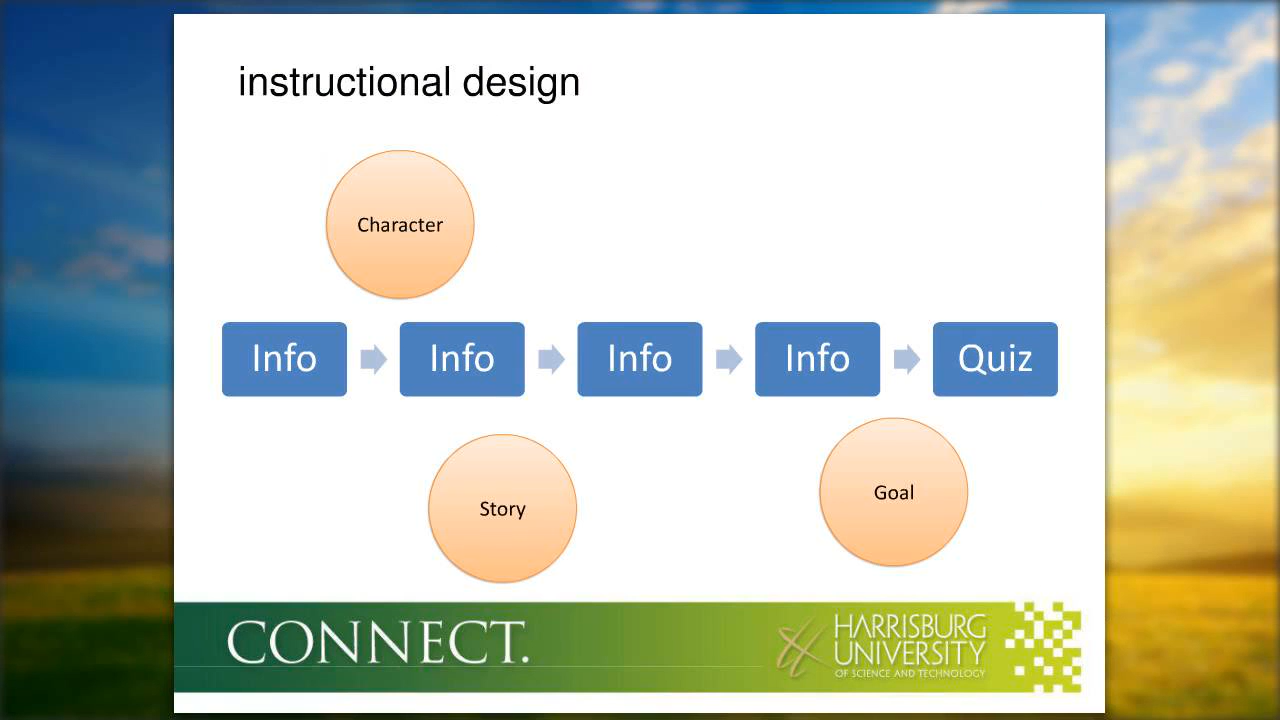 instructional design
Character
Info
Info
Info
Info
Quiz
Story
Goal
CONNECT.
HARRISBURG
UNIVERSITY
OF SCIENCE AND TECHNOLOGY